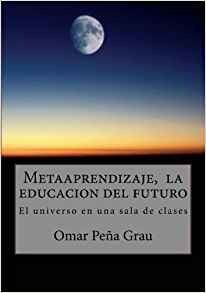 Metaaprendizaje, la
educacion del futuro
El universo en una sala de clases
Omar Peña Grau